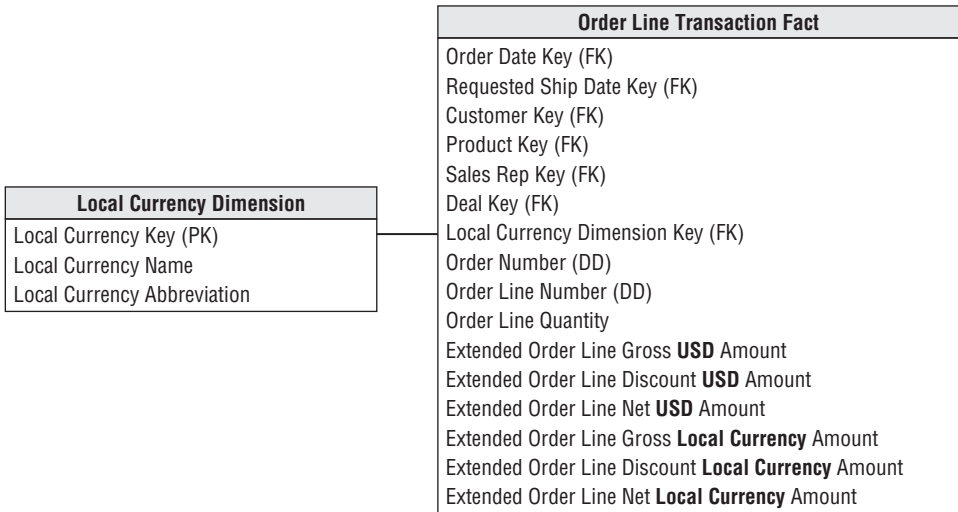 Order Line Transaction Fact
Order Date Key (FK)
Requested Ship Date Key (FK)
Customer Key (FK)
Product Key (FK)
Sales Rep Key (FK)
Deal Key (FK)
Local Currency Dimension Key (FK)
Order Number (DD)
Order Line Number (DD)
Order Line Quantity
Extended Order Line Gross USD Amount
Extended Order Line Discount USD Amount
Extended Order Line Net USD Amount
Extended Order Line Gross Local Currency Amount
Extended Order Line Discount Local Currency Amount
Extended Order Line Net Local Currency Amount
Local Currency Dimension
Local Currency Key (PK)
Local Currency Name
Local Currency Abbreviation